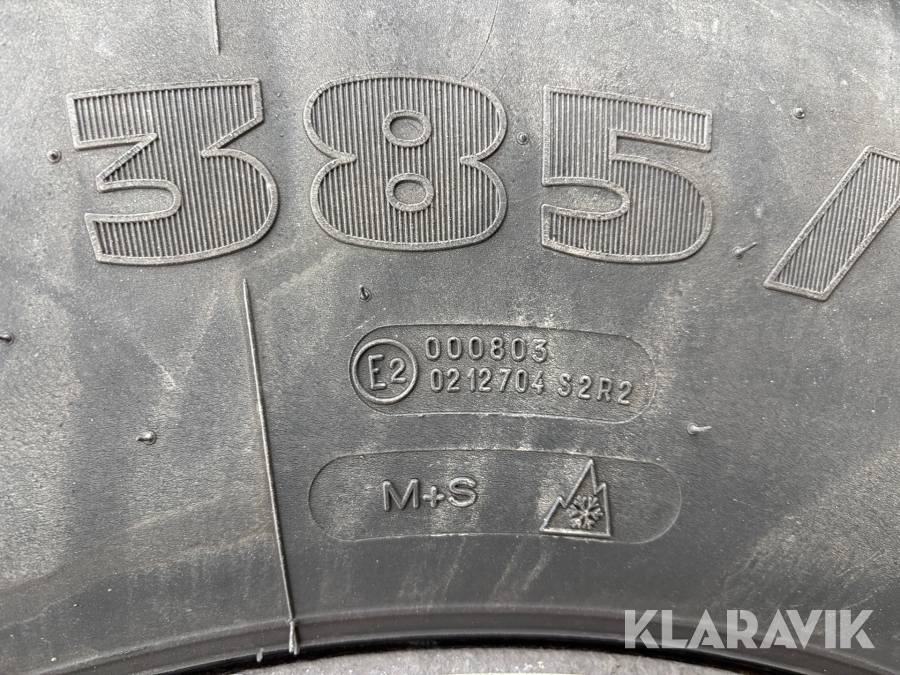 385/
E2
000803
0212704 S2R2
M+S
KLARAVIK